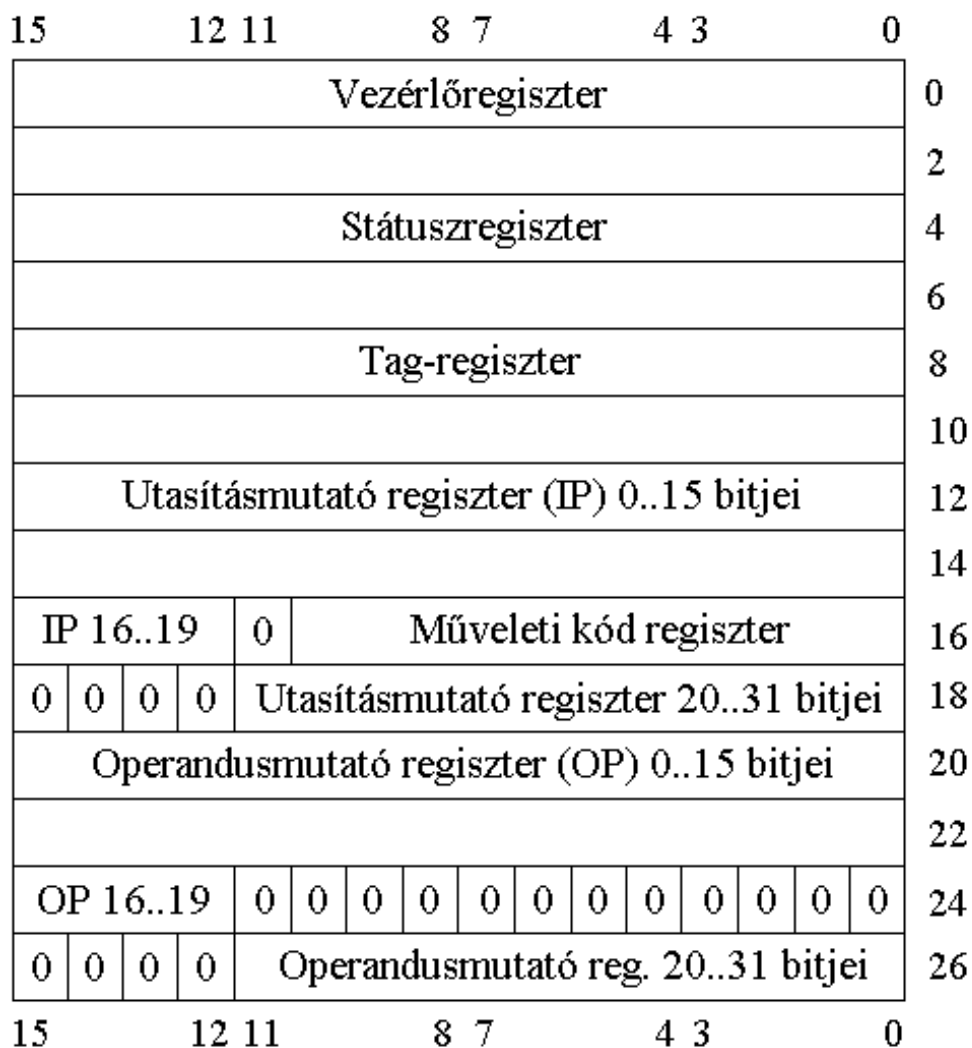 15 12 11 8 7 4 3 0
Vezérlőregiszter 0
2
Státuszregiszter 4
6
Tag-regiszter 8
10
Utasításmutató regiszter (IP) 0..15 bitjei 12
14
IP 16..19 0 Műveleti kód regiszter 16
0 0 0 0 Utasításmutató regiszter 20..31 bitjei 18
Operandusmutató regiszter (OP) 0..15 bitjei 20
22
OP 16..19 0 0 0 0 0 0 0 0 0 0 0 0 24
0 0 0 0 Operandusmutató reg. 20..31 bitjei 26
15 12 11 8 7 4 3 0